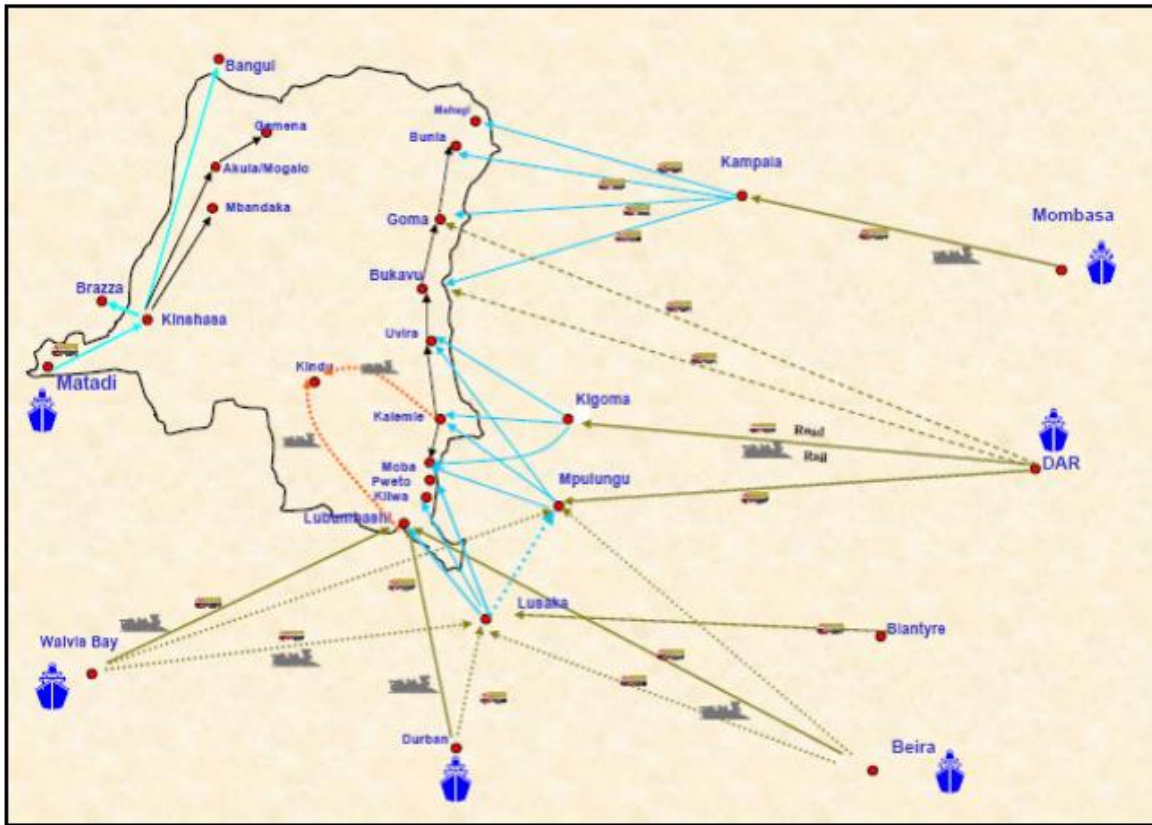 Bangui
Mahagi
Gemena
Bunia
Akula/Mogalo
Kampala
Mbandaka
Goma
Mombasa
Bukavu
Brazza
Kinshasa
Uvira
Kindu
Matadi
Kalemie
Kigoma
Road
Rail
DAR
Moba
Pweto
Kilwa
Mpulungu
Lubumbashi
Lusaka
Blantyre
Walvis Bay
Durban
Beira